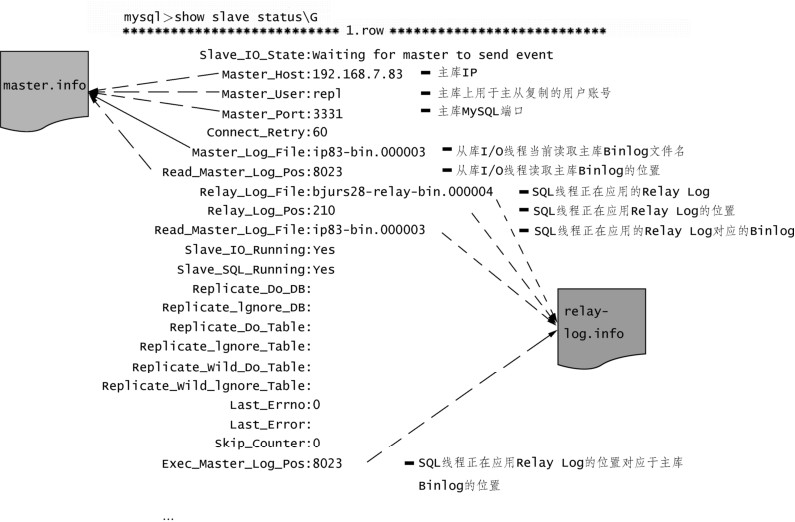 mysql>show slave status\G
*************************** 1.row ***************************
Slave_IO_State:Waiting for master to send event
master.info
Master_Host:192.168.7.83 ━ 主库IP
Master_User:repl ━ 主库上用于主从复制的用户账号
Master_Port:3331 ━ 主库MySQL端口
Connect_Retry:60
Master_Log_File:ip83-bin.000003 ━ 从库I/O线程当前读取主库Binlog文件名
Read_Master_Log_Pos:8023 ━ 从库I/O线程读取主库Binlog的位置
Relay_Log_File:bjurs28-relay-bin.000004 ━ SQL线程正在应用的Relay Log
Relay_Log_Pos:210 ━ SQL线程正在应用Relay Log的位置
Read_Master_Log_File:ip83-bin.000003 ━ SQL线程正在应用的Relay Log对应的Binlog
Slave_IO_Running:Yes
Slave_SQL_Running:Yes
Replicate_Do_DB:
Replicate_lgnore_DB:
Replicate_Do_Table:
Replicate_lgnore_Table:
Replicate_Wild_Do_Table:
Replicate_Wild_lgnore_Table:
relay-
log.info
Last_Errno:0
Last_Error:
Skip_Counter:0
Exec_Master_Log_Pos:8023 ━ SQL线程正在应用Relay Log的位置对应于主库
Binlog的位置
...